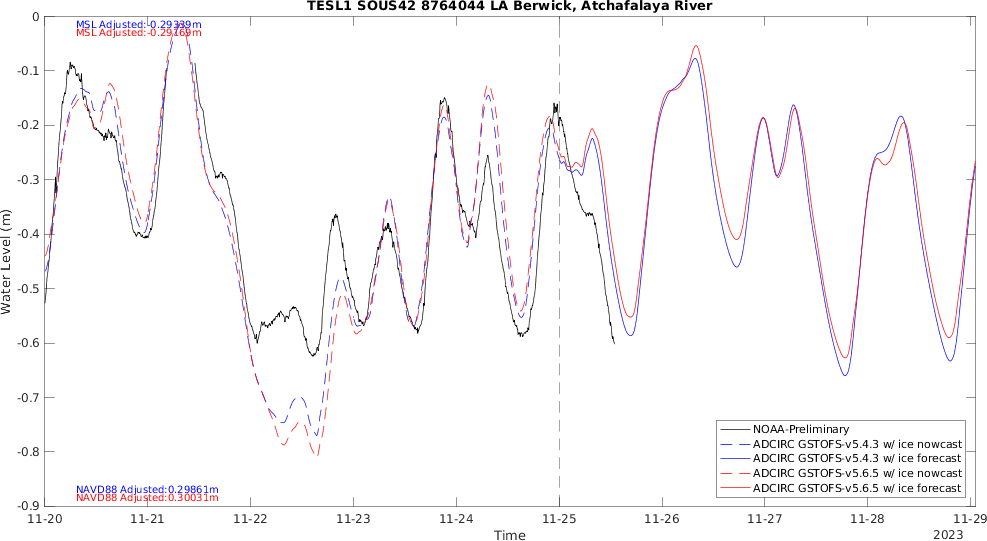 TESL1 SOUS42 8764044 LA Berwick, Atchafalaya River
MSL Adjusted:-0.29339m
MSL Adjusted:-0.29169m
0
-0.1
-0.2
-0.3
-0.4
-0.5
-0.6
-0.7
-0.8
-0.9
Water Level (m)
NOAA-Preliminary
ADCIRC GSTOFS-v5.4.3 w/ ice nowcast
ADCIRC GSTOFS-v5.4.3 w/ ice forecast
ADCIRC GSTOFS-v5.6.5 w/ ice nowcast
ADCIRC GSTOFS-v5.6.5 w/ ice forecast
NAVD88 Adjusted:0.29861m
NAVD88 Adjusted:0.30031m
11-20 11-21 11-22 11-23 11-24 11-25 11-26 11-27 11-28 11-29
Time
2023